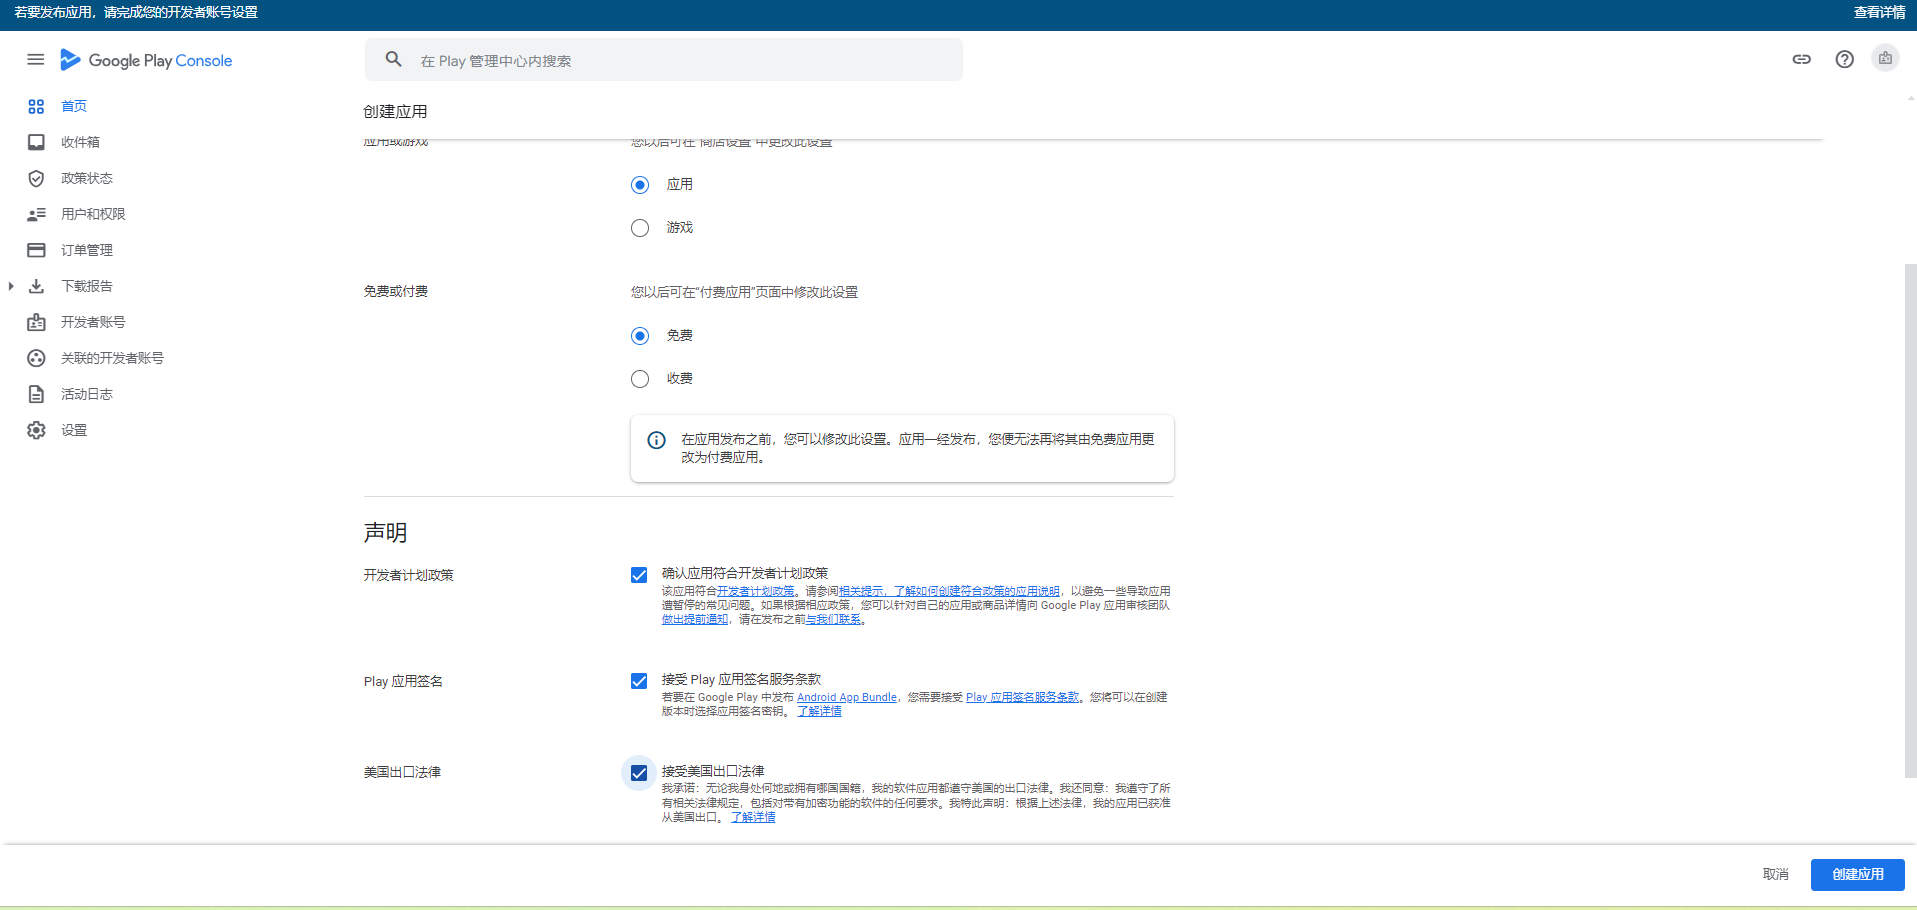 若要发布应用，请完成您的开发者账号设置
查看详情
Google Play Console
在 Play 管理中心内搜索
首页
收件箱
政策状态
用户和权限
订单管理
下载报告
开发者账号
关联的开发者账号
活动日志
设置
创建应用
应用或游戏
您以后可在“商店设置”中更改此设置
应用
游戏
免费或付费
您以后可在“付费应用”页面中修改此设置
免费
收费
在应用发布之前，您可以修改此设置。应用一经发布，您便无法再将其由免费应用更
改为付费应用。
声明
开发者计划政策
确认应用符合开发者计划政策
该应用符合开发者计划政策。请参阅相关提示，了解如何创建符合政策的应用说明，以避免一些导致应用
遭暂停的常见问题。如果根据相应政策，您可以针对自己的应用或商品详情向 Google Play 应用审核团队
做出提前通知，请在发布之前与我们联系。
Play 应用签名
接受 Play 应用签名服务条款
若要在 Google Play 中发布 Android App Bundle，您需要接受 Play 应用签名服务条款。您将可以在创建
版本时选择应用签名密钥。 了解详情
美国出口法律
接受美国出口法律
我承诺：无论我身处何地或拥有哪国国籍，我的软件应用都遵守美国的出口法律。我还同意：我遵守了所
有相关法律规定，包括对带有加密功能的软件的任何要求。我特此声明：根据上述法律，我的应用已获准
从美国出口。 了解详情
取消
创建应用